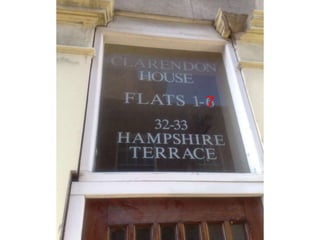 CLARENDON
HOUSE
FLATS 1-6
32-33
HAMPSHIRE
TERRACE